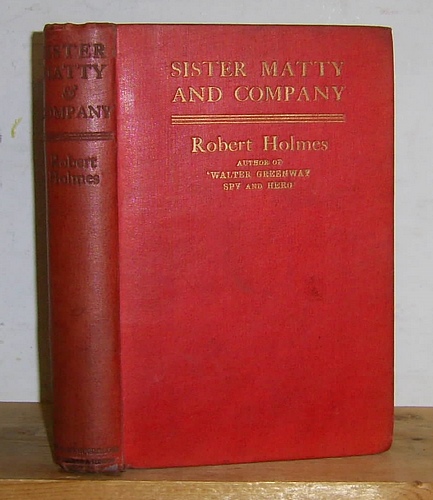 SISTER
MATTY
&
COMPANY
Robert
Holmes
SISTER MATTY
AND COMPANY
Robert Holmes
AUTHOR OF
'WALTER GREENWAY
SPY AND HERO'